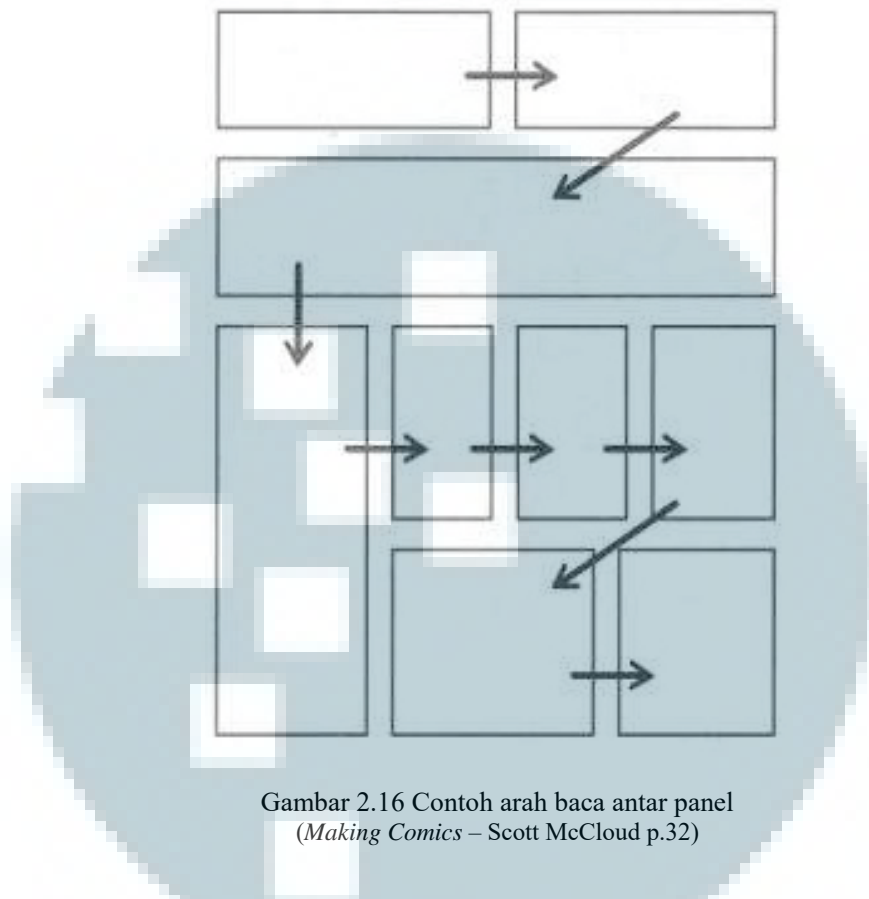 Gambar 2.16 Contoh arah baca antar panel
(Making Comics – Scott McCloud p.32)